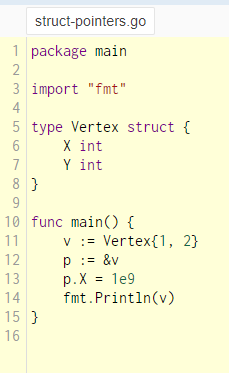 struct-pointers.go
1 package main
2
3 import "fmt"
4
5 type Vertex struct {
6     X int
7     Y int
8 }
9
10 func main() {
11     v := Vertex{1, 2}
12     p := &v
13     p.X = 1e9
14     fmt.Println(v)
15 }
16